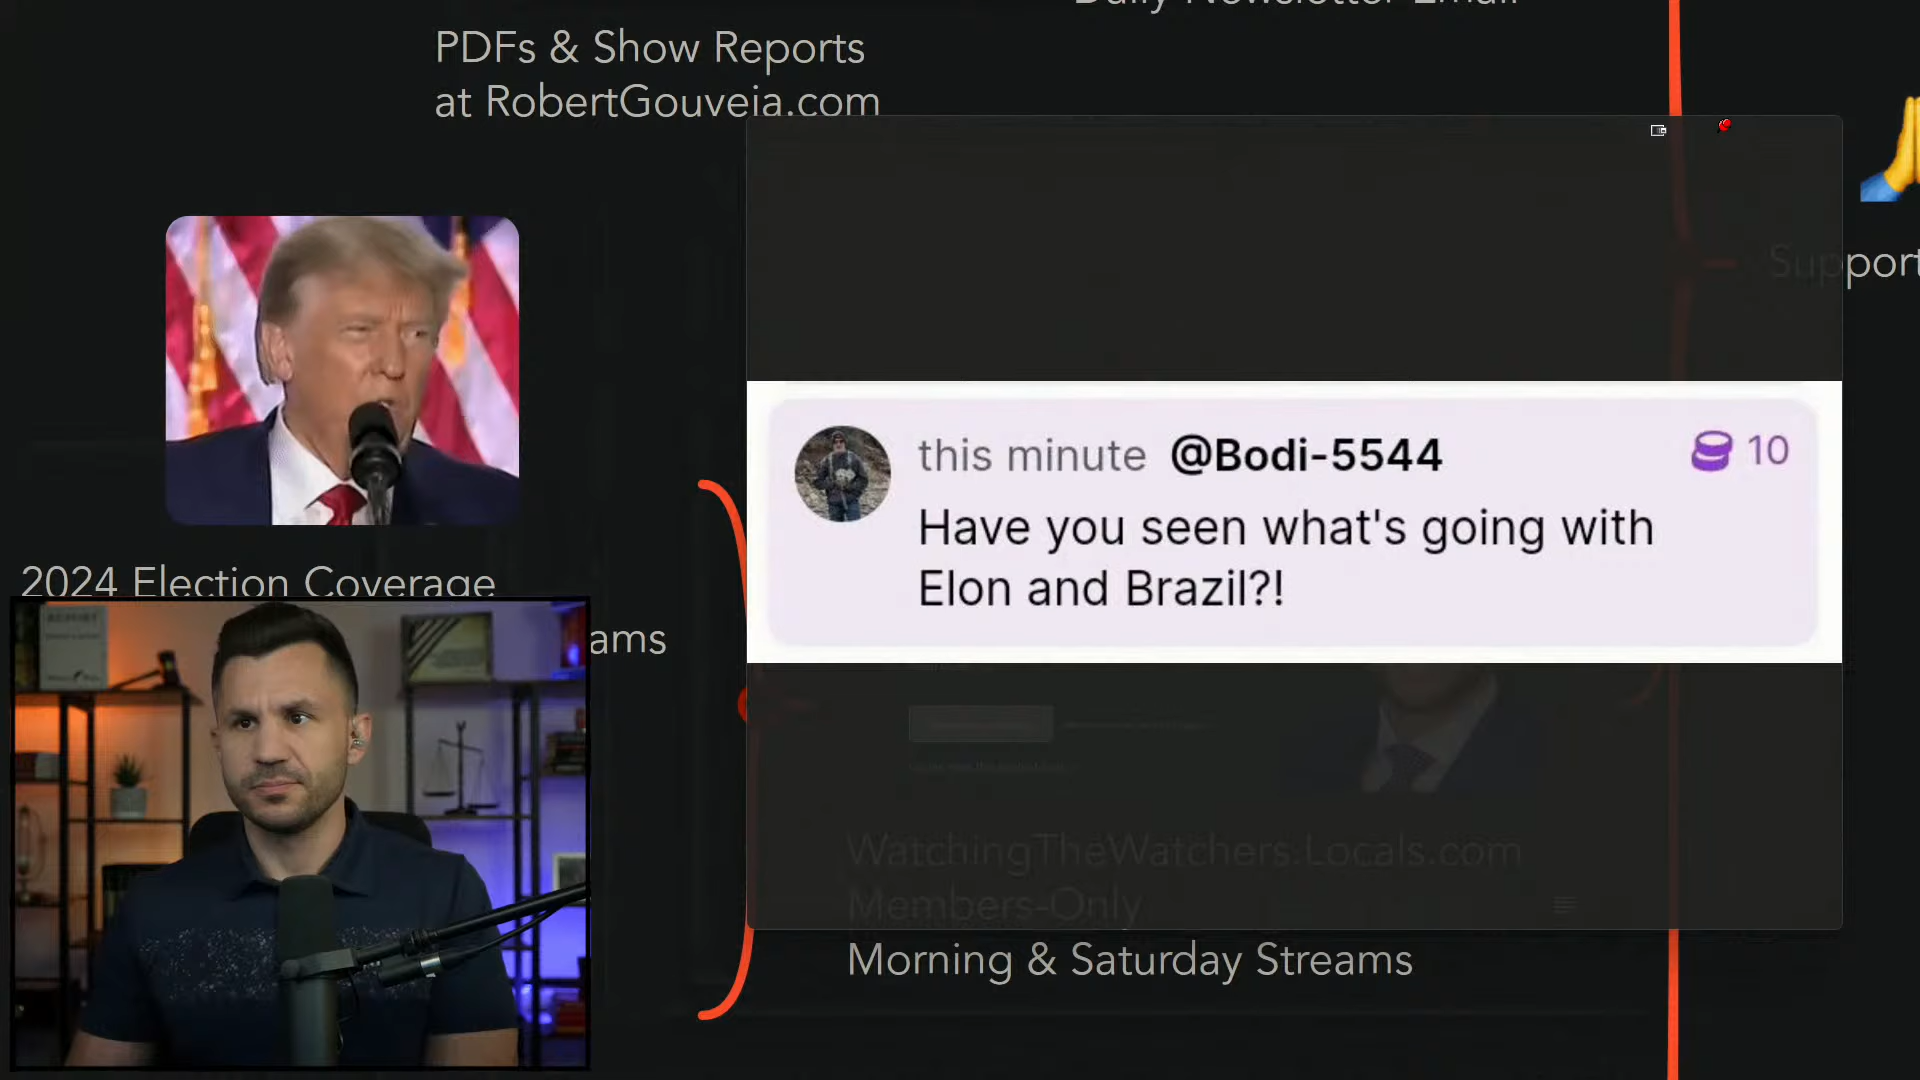 PDFs & Show Reports
at RobertGouveia.com
Support
this minute @Bodi-5544
10
Have you seen what's going with
Elon and Brazil?!
2024 Election Coverage
ams
WatchingTheWatchers.Locals.com
Members-Only
Morning & Saturday Streams